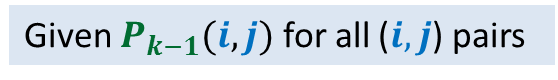 Given P_{k−1}(i,j) for all (i,j) pairs